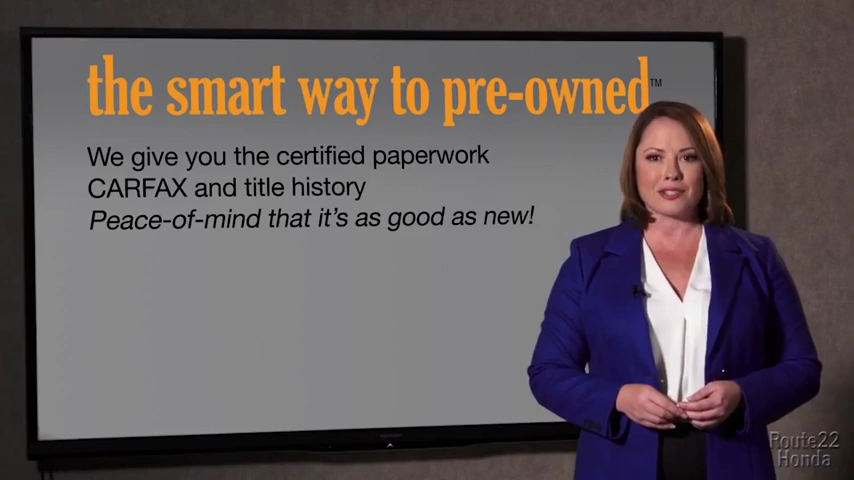 the smart way to pre-owned™
We give you the certified paperwork
CARFAX and title history
Peace-of-mind that it's as good as new!
Route22
Honda